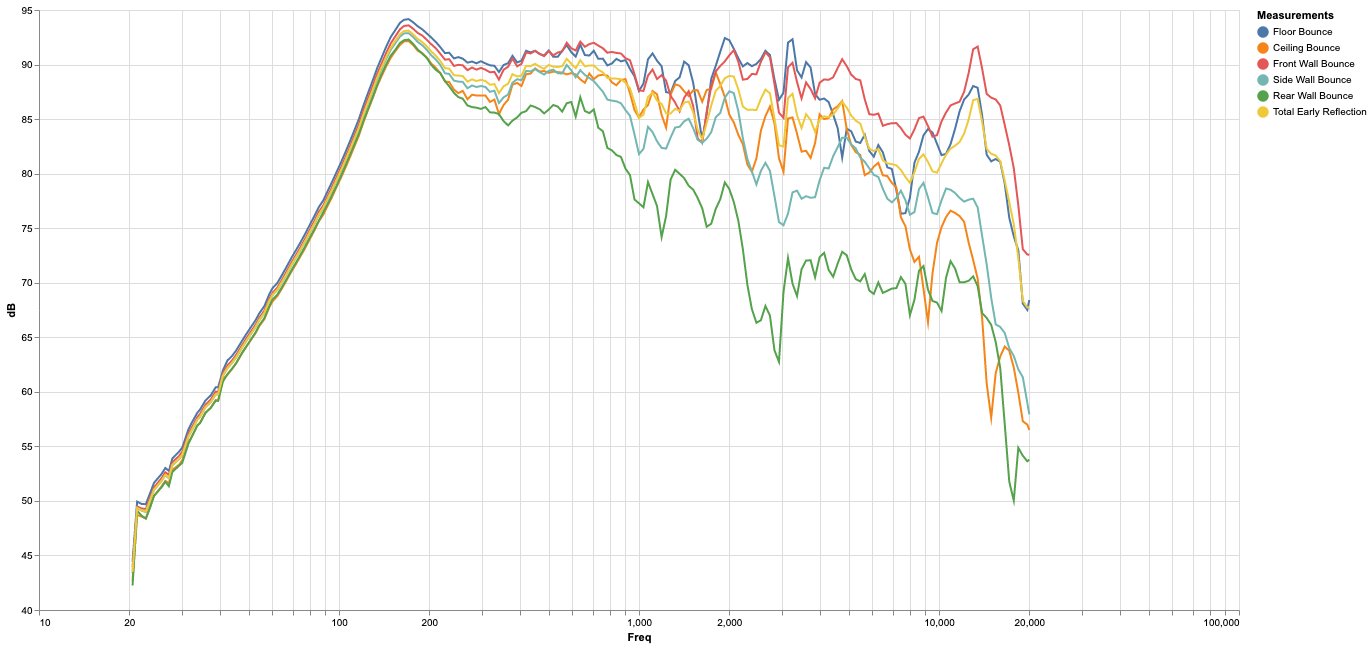 Measurements
Floor Bounce
Ceiling Bounce
Front Wall Bounce
Side Wall Bounce
Rear Wall Bounce
Total Early Reflection
95
90
85
80
75
70
65
60
55
50
45
40
dB
10
20
100
200
1,000
2,000
10,000
20,000
100,000
Freq